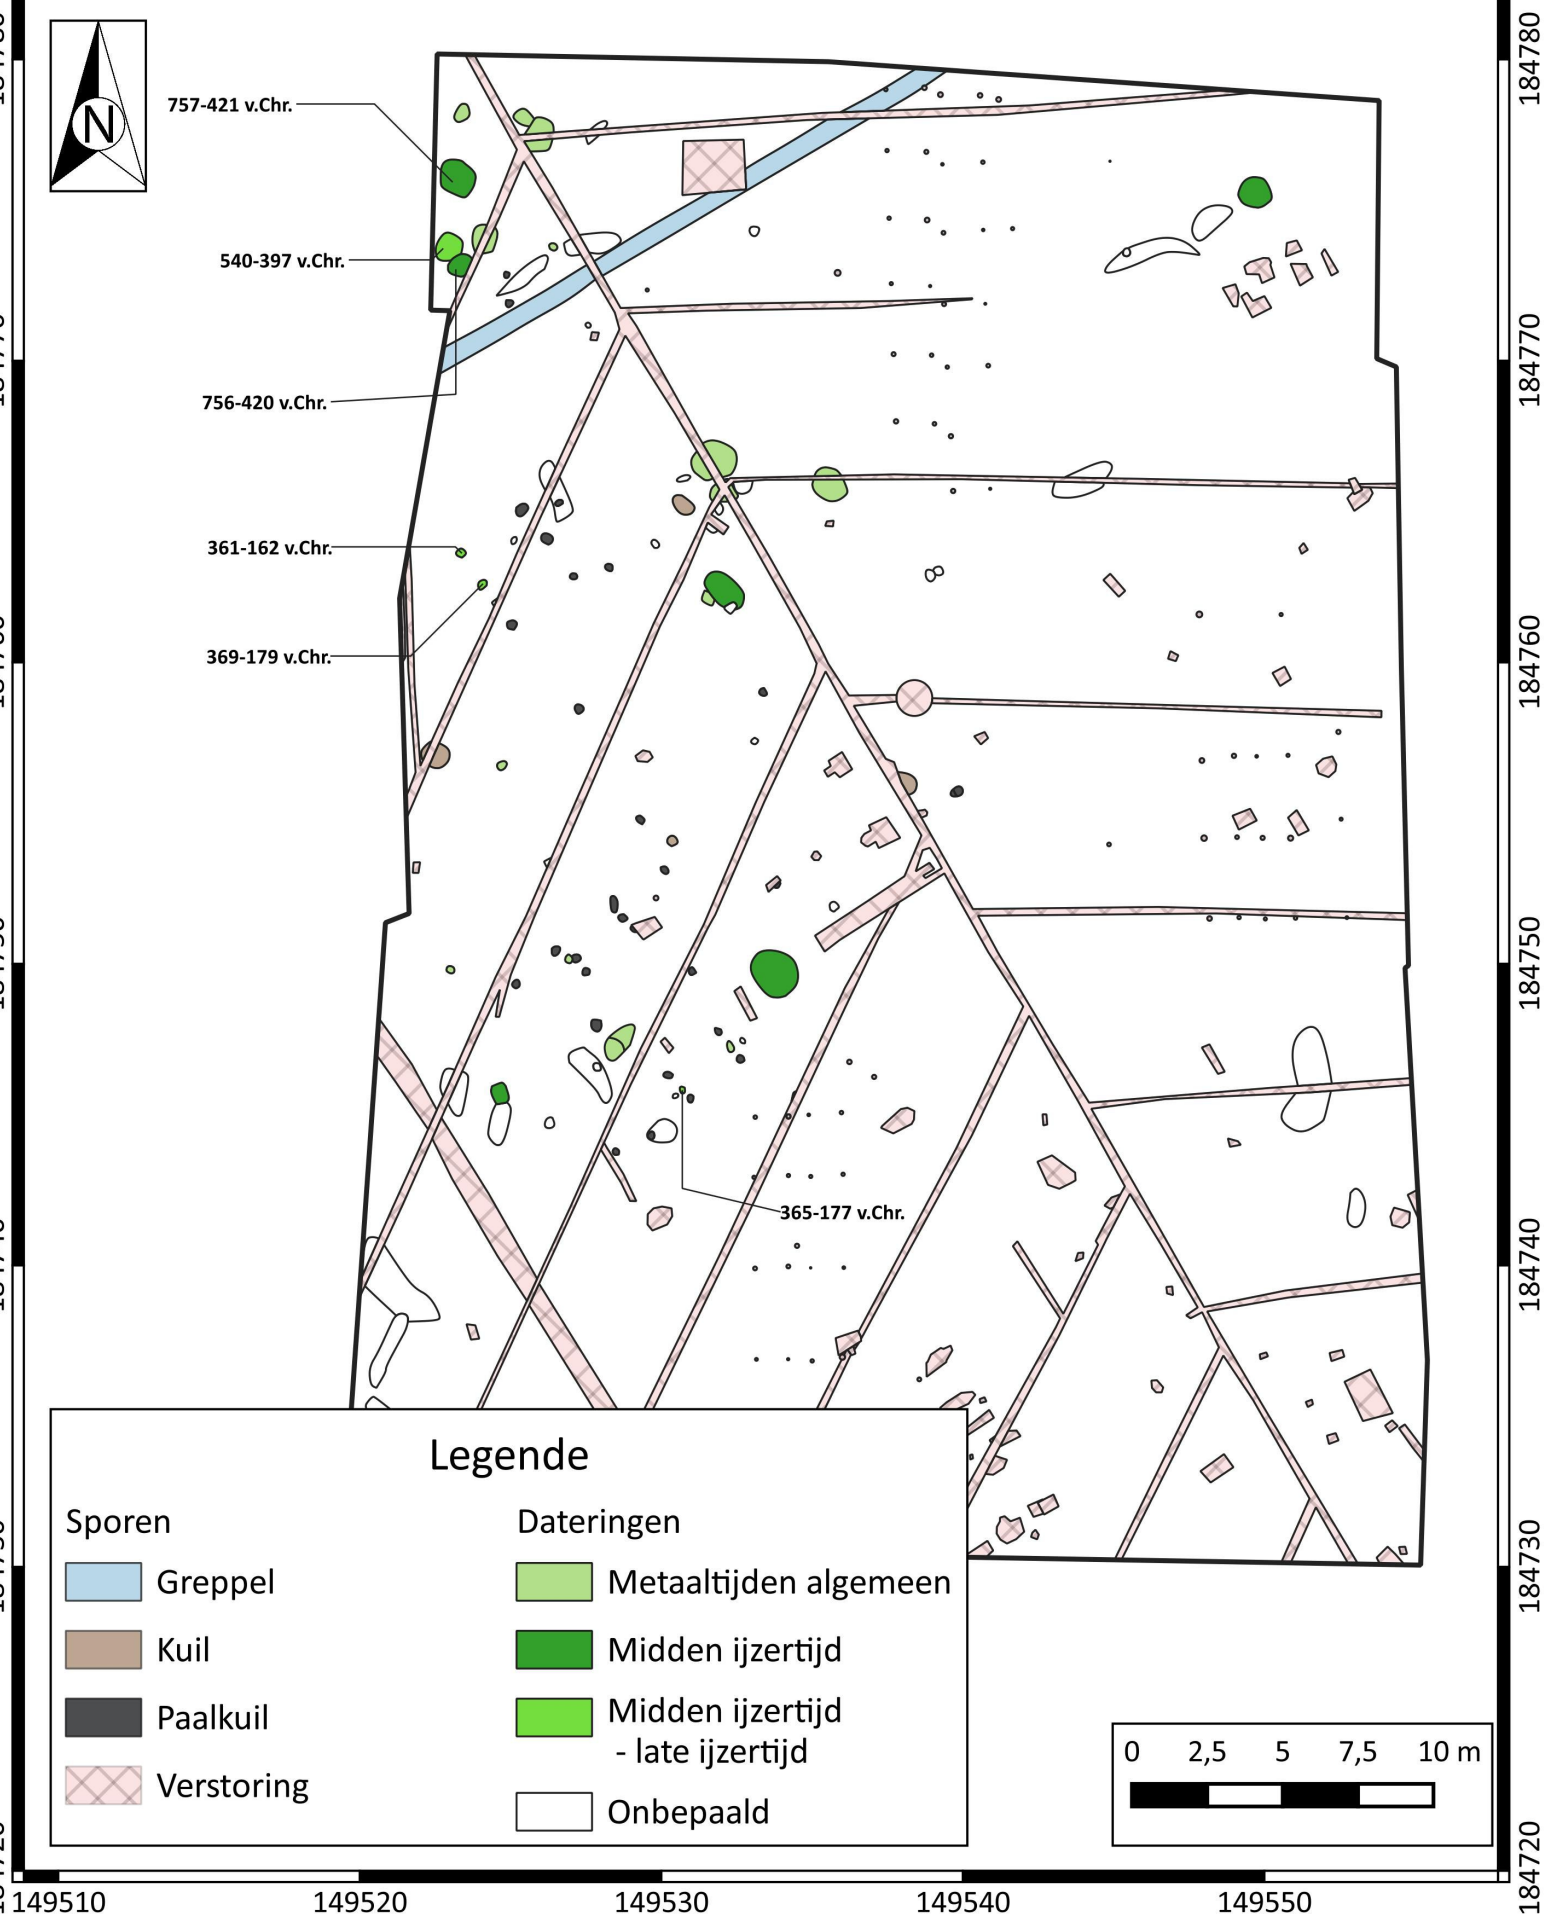 N
757-421 v.Chr.
540-397 v.Chr.
756-420 v.Chr.
361-162 v.Chr.
369-179 v.Chr.
365-177 v.Chr.
184780
184770
184760
184750
184740
184730
184720
Legende
Sporen
Greppel
Kuil
Paalkuil
Verstoring
Dateringen
Metaaltijden algemeen
Midden ijzertijd
Midden ijzertijd
- late ijzertijd
Onbepaald
0 2,5 5 7,5 10 m
149510 149520 149530 149540 149550